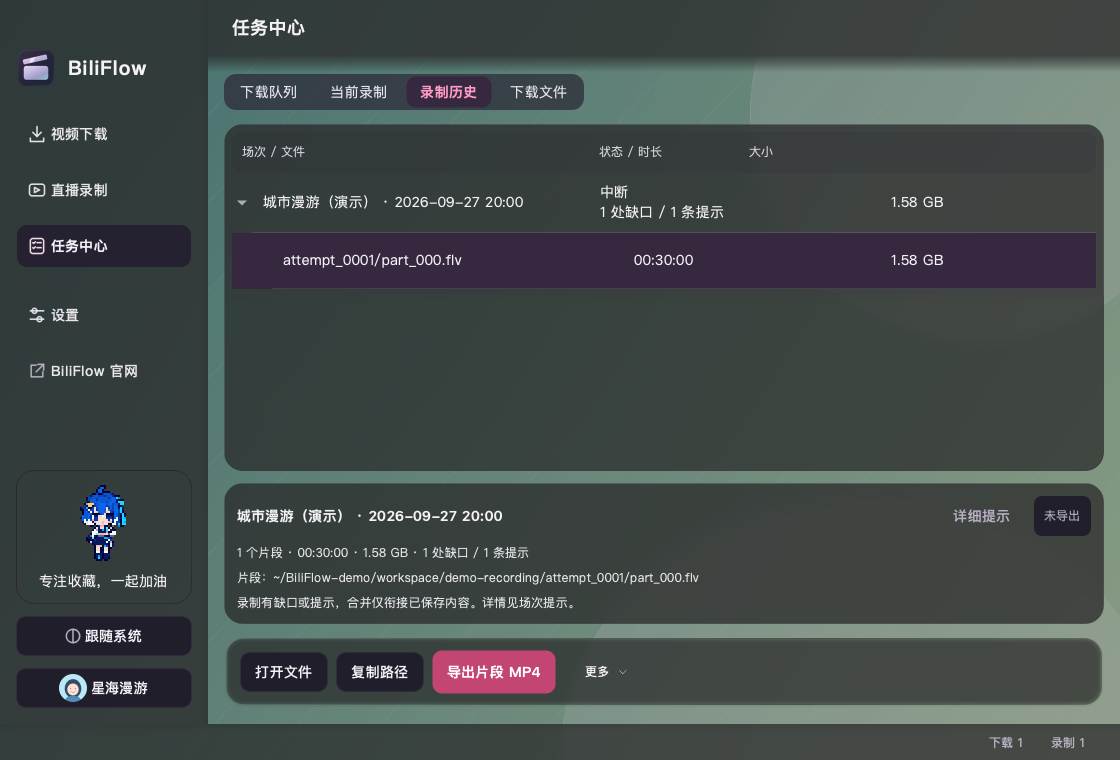 任务中心
BiliFlow
视频下载
直播录制
任务中心
设置
BiliFlow 官网
专注收藏，一起加油
跟随系统
星海漫游
下载队列 当前录制 录制历史 下载文件
场次 / 文件 状态 / 时长 大小
城市漫游（演示） · 2026-09-27 20:00 中断 1.58 GB
1 处缺口 / 1 条提示
attempt_0001/part_000.flv 00:30:00 1.58 GB
城市漫游（演示） · 2026-09-27 20:00 详细提示 未导出
1 个片段 · 00:30:00 · 1.58 GB · 1 处缺口 / 1 条提示
片段：~/BiliFlow-demo/workspace/demo-recording/attempt_0001/part_000.flv
录制有缺口或提示，合并仅衔接已保存内容。详情见场次提示。
打开文件 复制路径 导出片段 MP4 更多
下载 1 录制 1